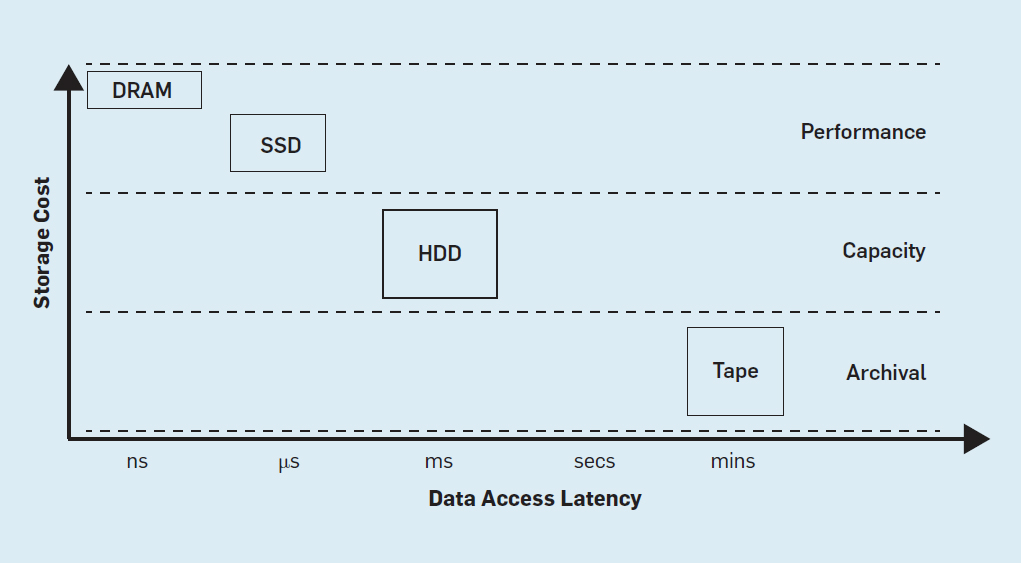 DRAM
SSD
Performance
HDD
Capacity
Tape
Archival
Storage Cost
ns
µs
ms
secs
mins
Data Access Latency